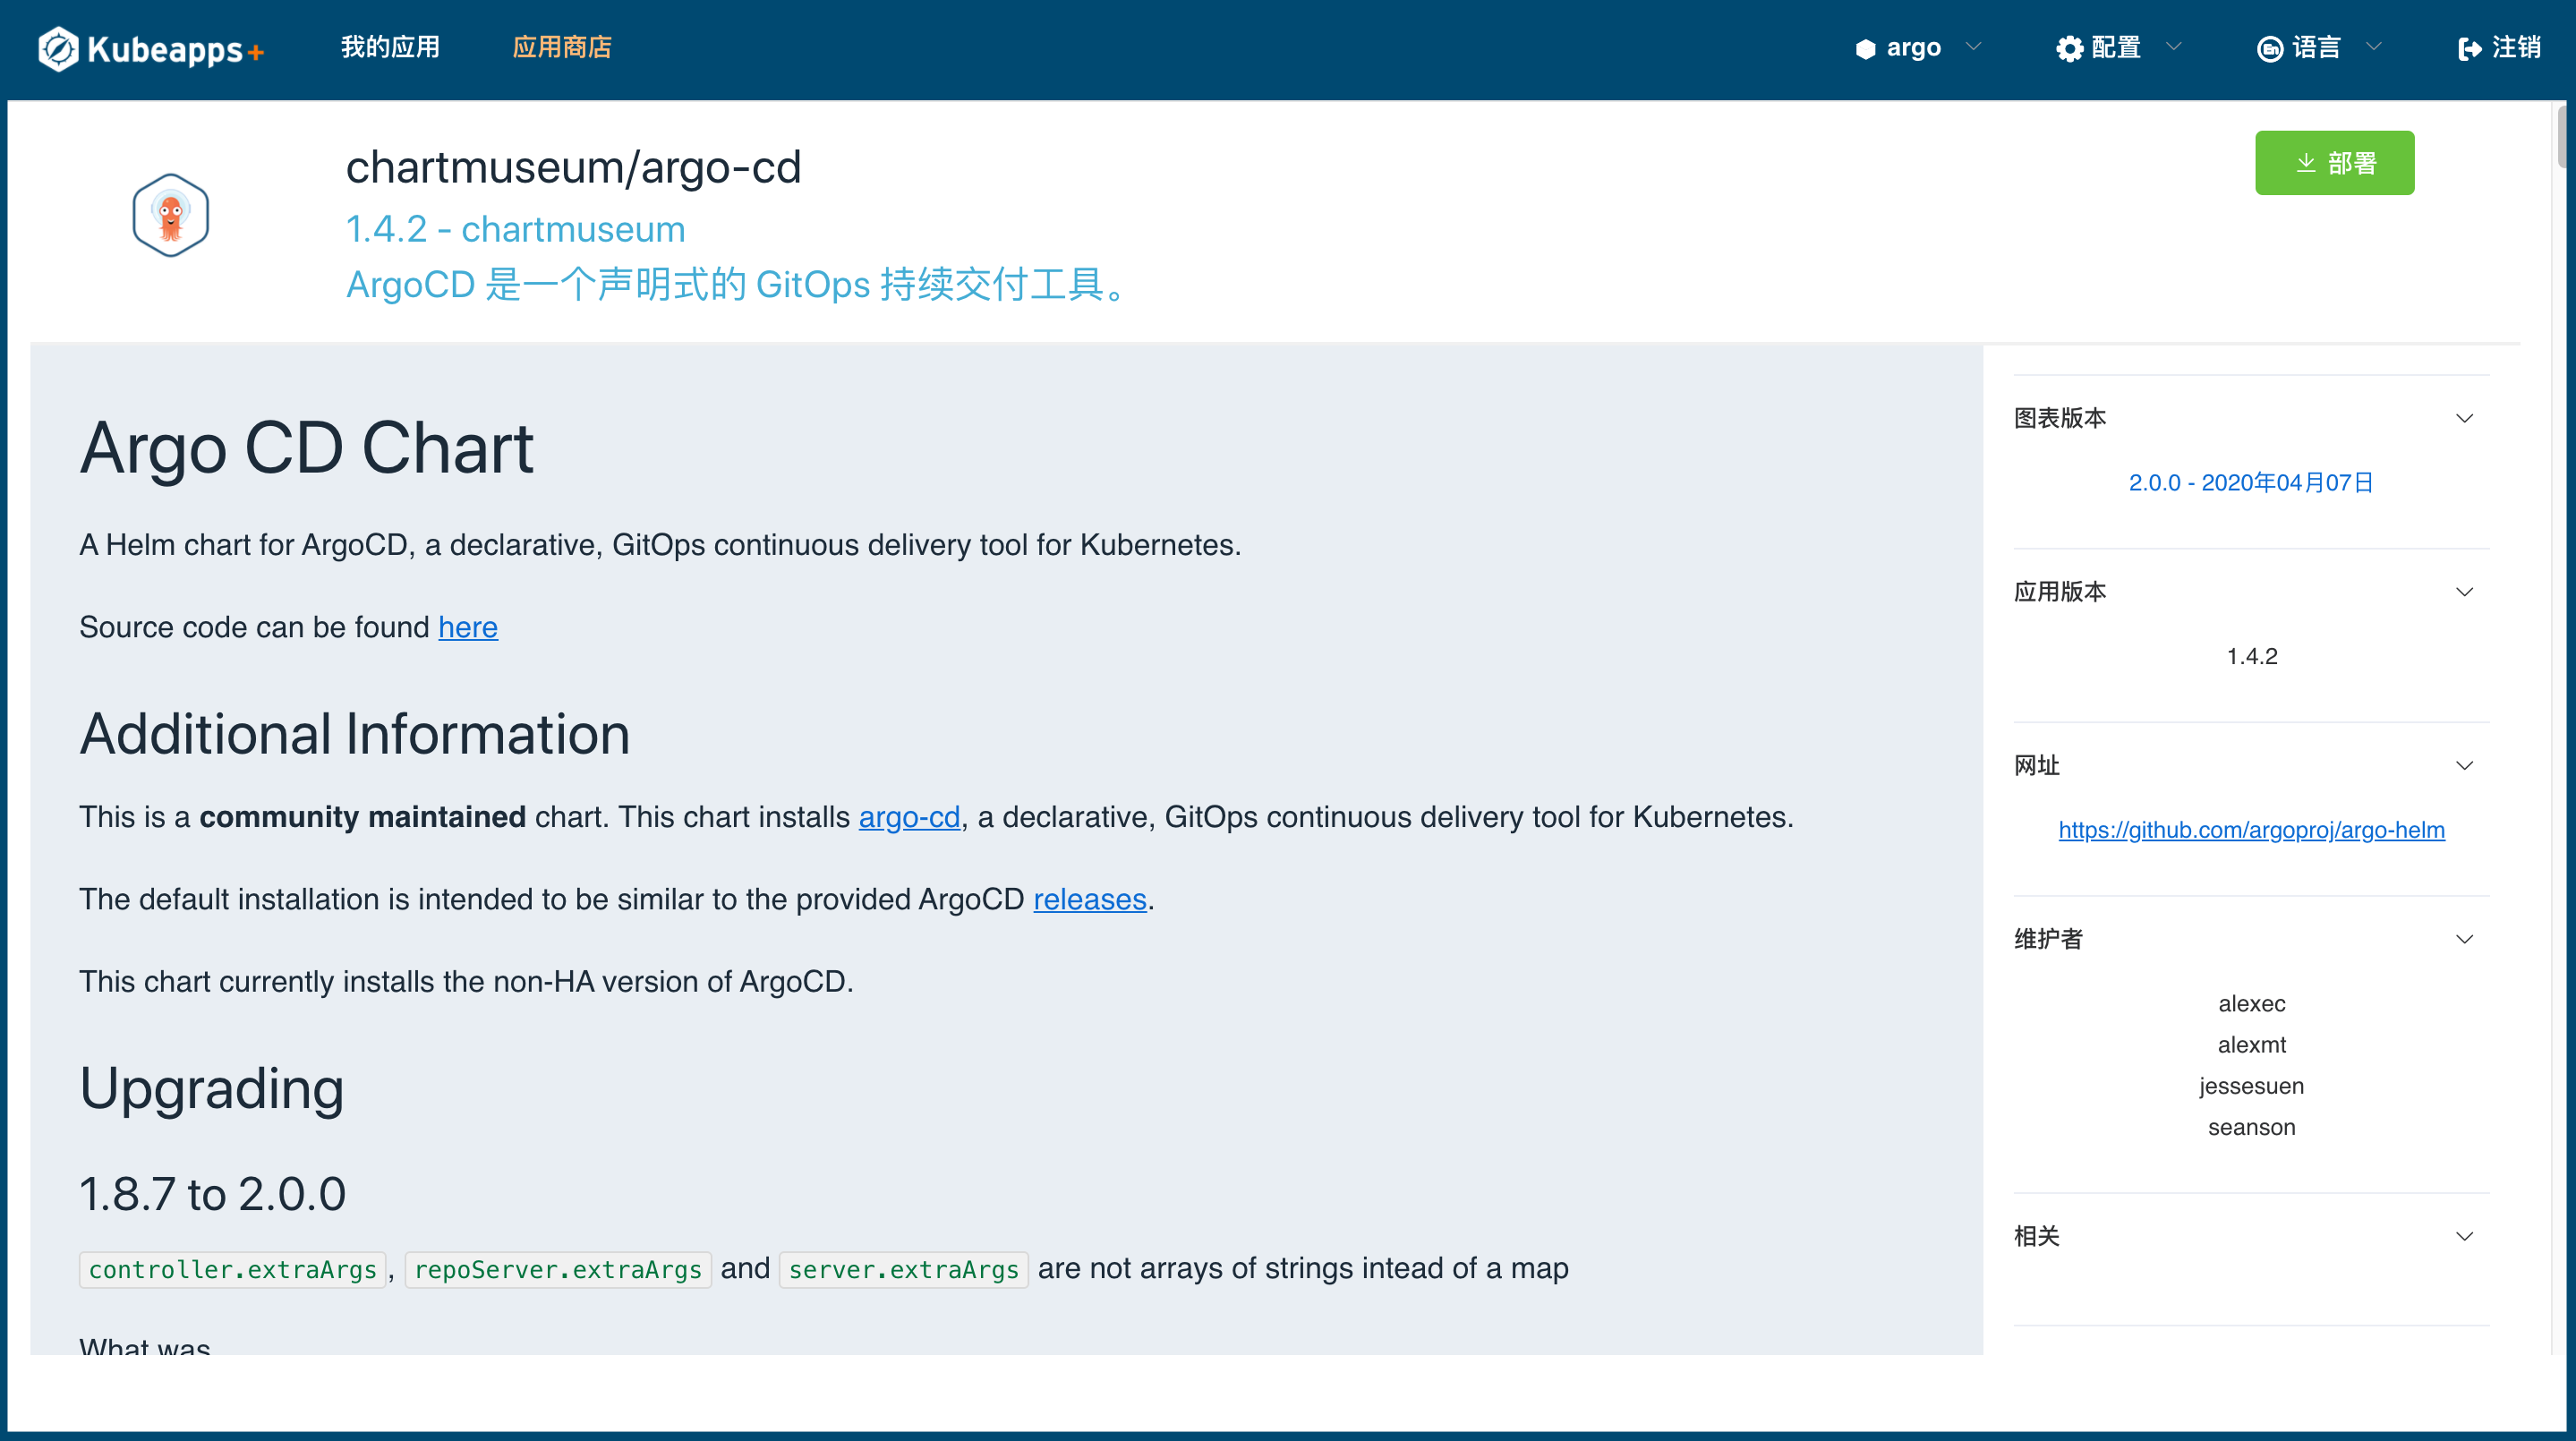 Kubeapps+ 我的应用 应用商店 argo 配置 语言 注销
chartmuseum/argo-cd
部署
1.4.2 - chartmuseum
ArgoCD 是一个声明式的 GitOps 持续交付工具。
Argo CD Chart
A Helm chart for ArgoCD, a declarative, GitOps continuous delivery tool for Kubernetes.
Source code can be found here
Additional Information
This is a community maintained chart. This chart installs argo-cd, a declarative, GitOps continuous delivery tool for Kubernetes.
The default installation is intended to be similar to the provided ArgoCD releases.
This chart currently installs the non-HA version of ArgoCD.
Upgrading
1.8.7 to 2.0.0
controller.extraArgs, repoServer.extraArgs and server.extraArgs are not arrays of strings intead of a map
What was
图表版本
2.0.0 - 2020年04月07日
应用版本
1.4.2
网址
https://github.com/argoproj/argo-helm
维护者
alexec
alexmt
jessesuen
seanson
相关